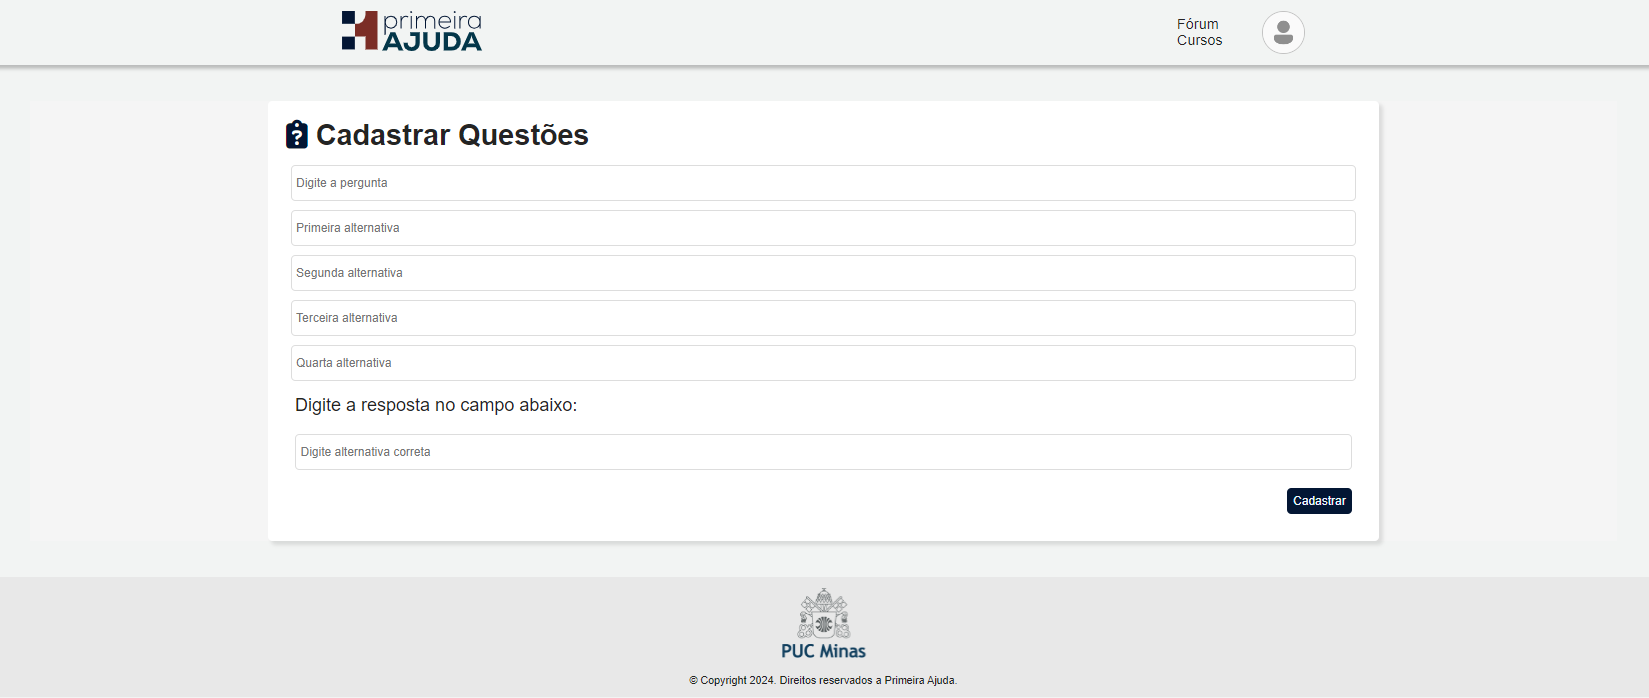 primeira
AJUDA
Fórum
Cursos
Cadastrar Questões
Digite a pergunta
Primeira alternativa
Segunda alternativa
Terceira alternativa
Quarta alternativa
Digite a resposta no campo abaixo:
Digite alternativa correta
Cadastrar
PUC Minas
© Copyright 2024. Direitos reservados a Primeira Ajuda.